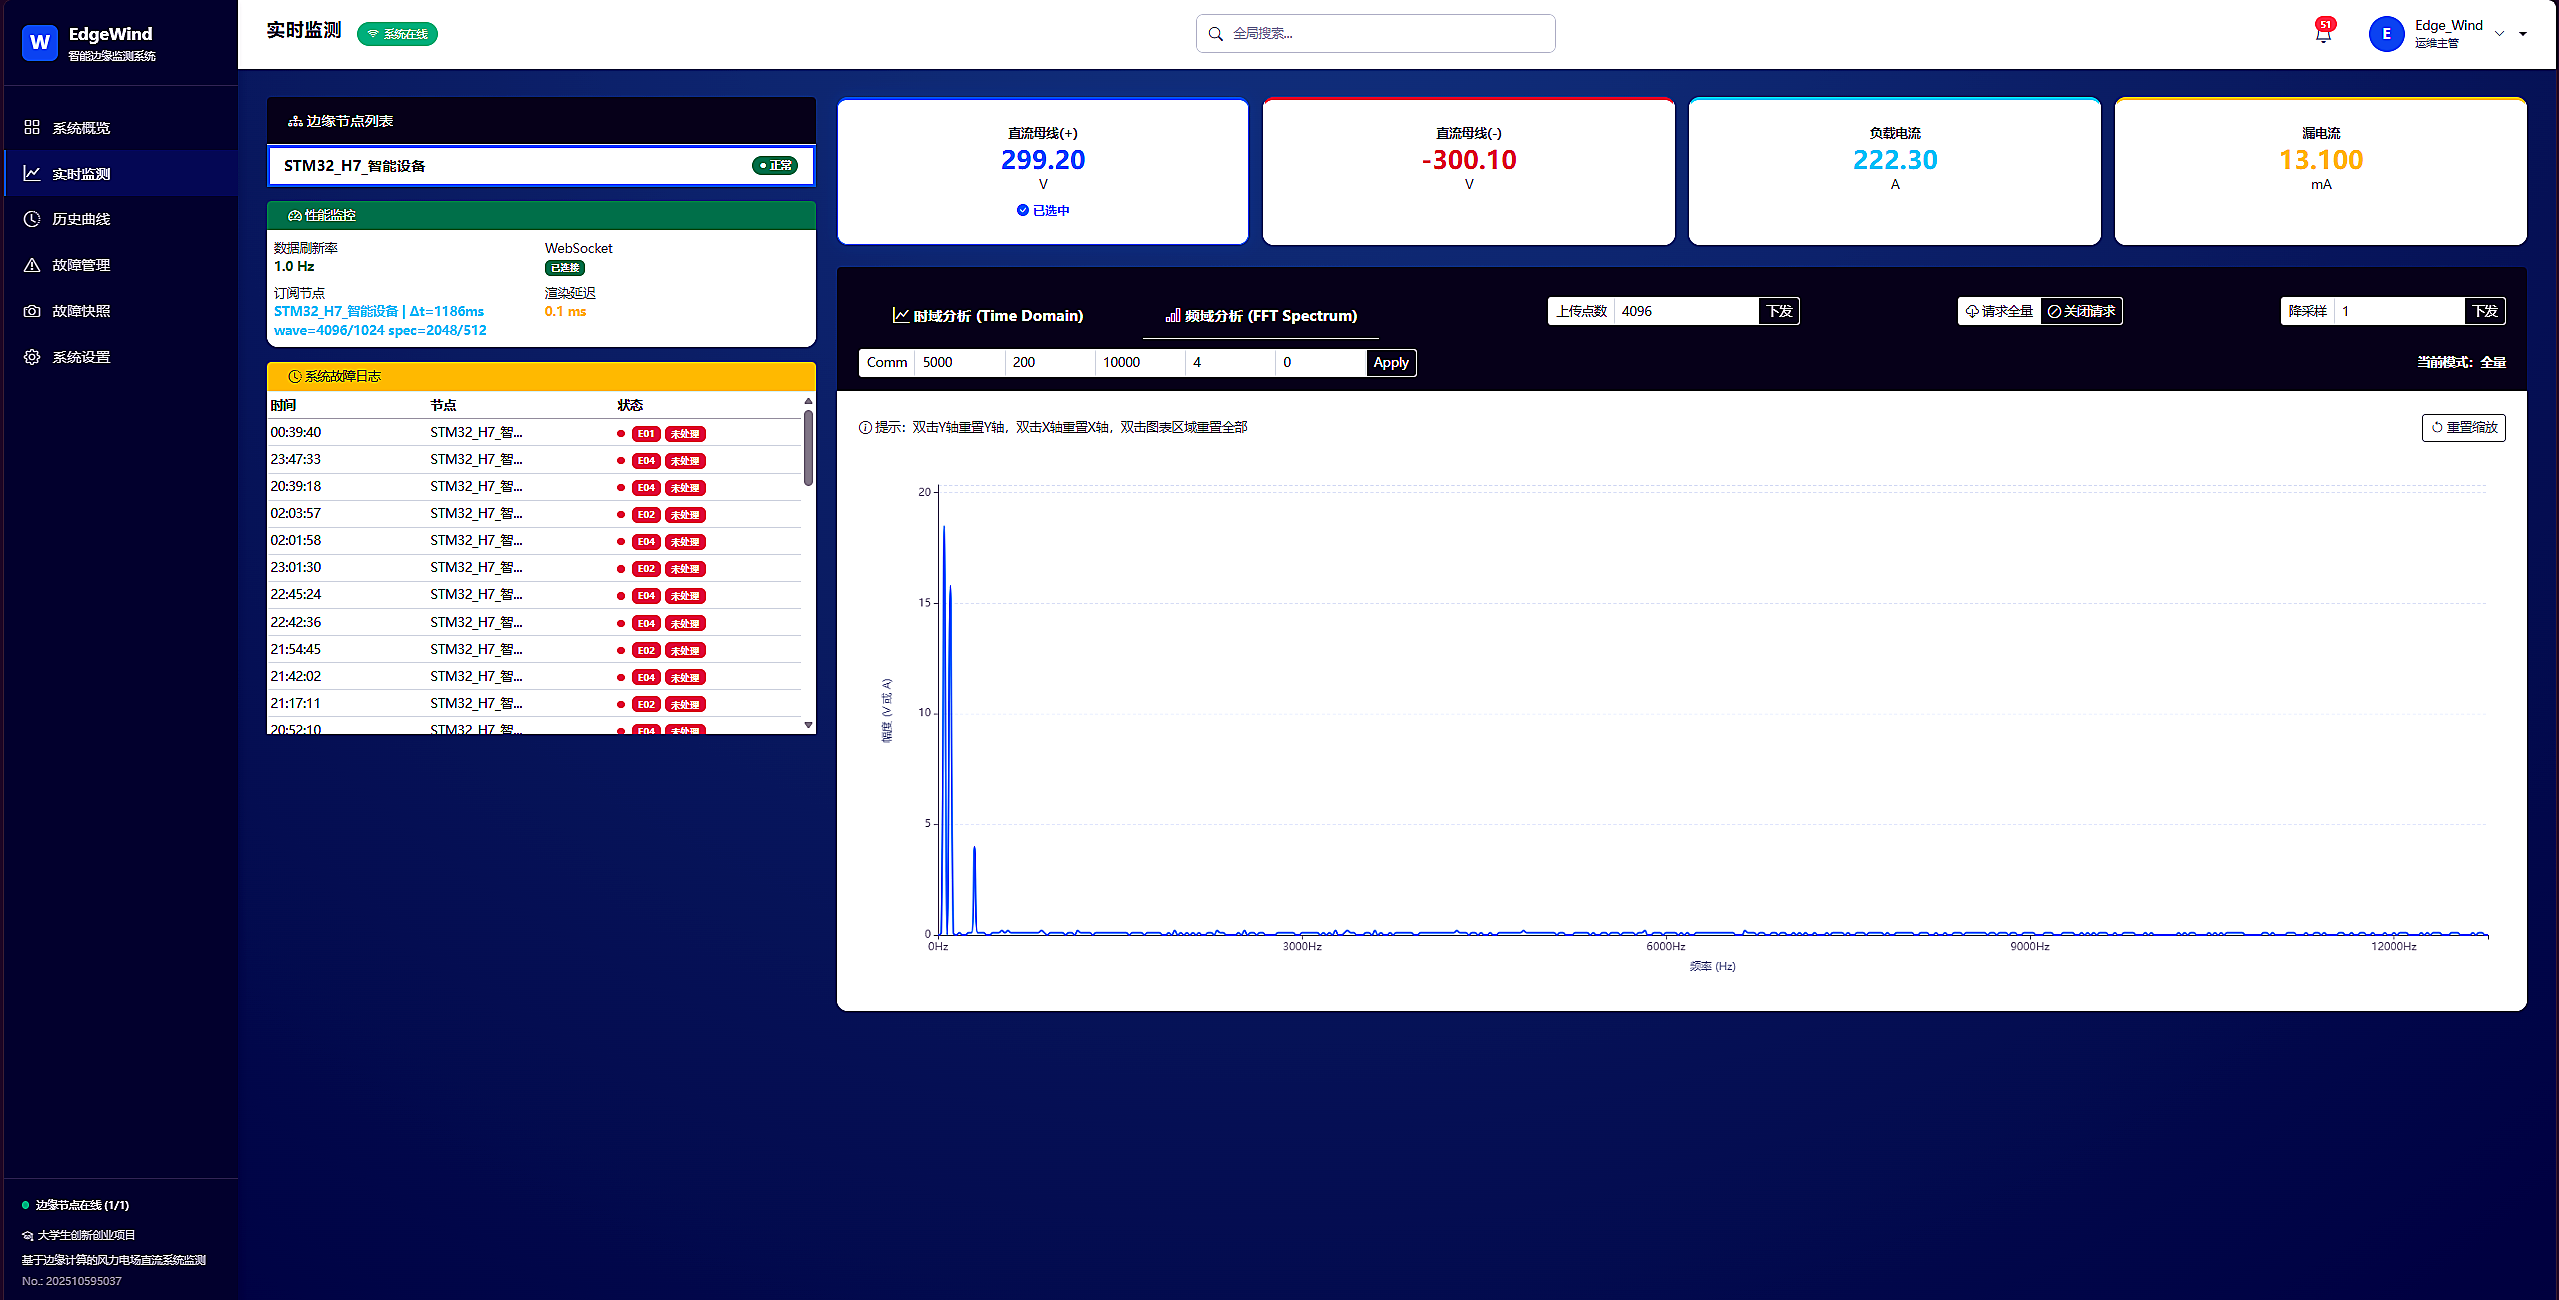 W
EdgeWind
智能边缘监测系统
系统概览
实时监测
历史曲线
故障管理
故障快照
系统设置
边缘节点在线 (1/1)
大学生创新创业项目
基于边缘计算的风力电场直流系统监测
No.: 202510595037
实时监测
系统在线
全局搜索...
51
E
Edge_Wind
运维主管
边缘节点列表
STM32_H7_智能设备
正常
性能监控
数据刷新率
1.0 Hz
WebSocket
已连接
订阅节点
STM32_H7_智能设备 | Δt=1186ms
wave=4096/1024 spec=2048/512
渲染延迟
0.1 ms
系统故障日志
时间 节点 状态
00:39:40 STM32_H7_智... E01 未处理
23:47:33 STM32_H7_智... E04 未处理
20:39:18 STM32_H7_智... E04 未处理
02:03:57 STM32_H7_智... E02 未处理
02:01:58 STM32_H7_智... E04 未处理
23:01:30 STM32_H7_智... E02 未处理
22:45:24 STM32_H7_智... E04 未处理
22:42:36 STM32_H7_智... E04 未处理
21:54:45 STM32_H7_智... E02 未处理
21:42:02 STM32_H7_智... E04 未处理
21:17:11 STM32_H7_智... E02 未处理
20:52:10 STM32_H7_智... E04 未处理
直流母线(+)
299.20
V
已选中
直流母线(-)
-300.10
V
负载电流
222.30
A
漏电流
13.100
mA
时域分析 (Time Domain)
频域分析 (FFT Spectrum)
上传点数 4096 下发
请求全量 关闭请求
降采样 1 下发
Comm 5000 200 10000 4 0 Apply
当前模式：全量
提示：双击Y轴重置Y轴，双击X轴重置X轴，双击图表区域重置全部
重置缩放
20
15
10
5
0
幅度 (V 或 A)
0Hz 3000Hz 6000Hz 9000Hz 12000Hz
频率 (Hz)